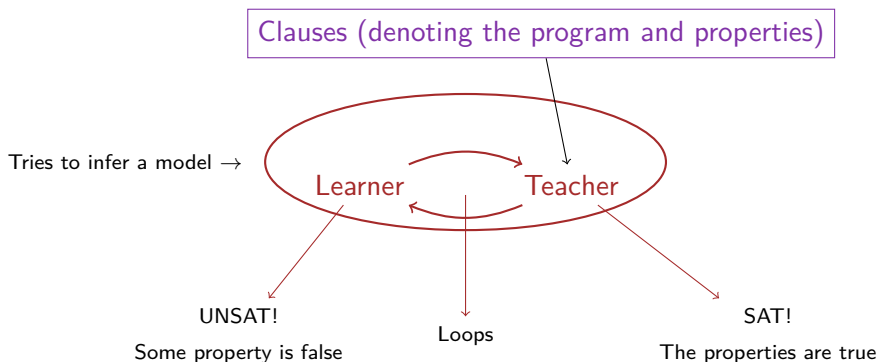 Clauses (denoting the program and properties)
Tries to infer a model →
Learner
Teacher
UNSAT!
Some property is false
Loops
SAT!
The properties are true